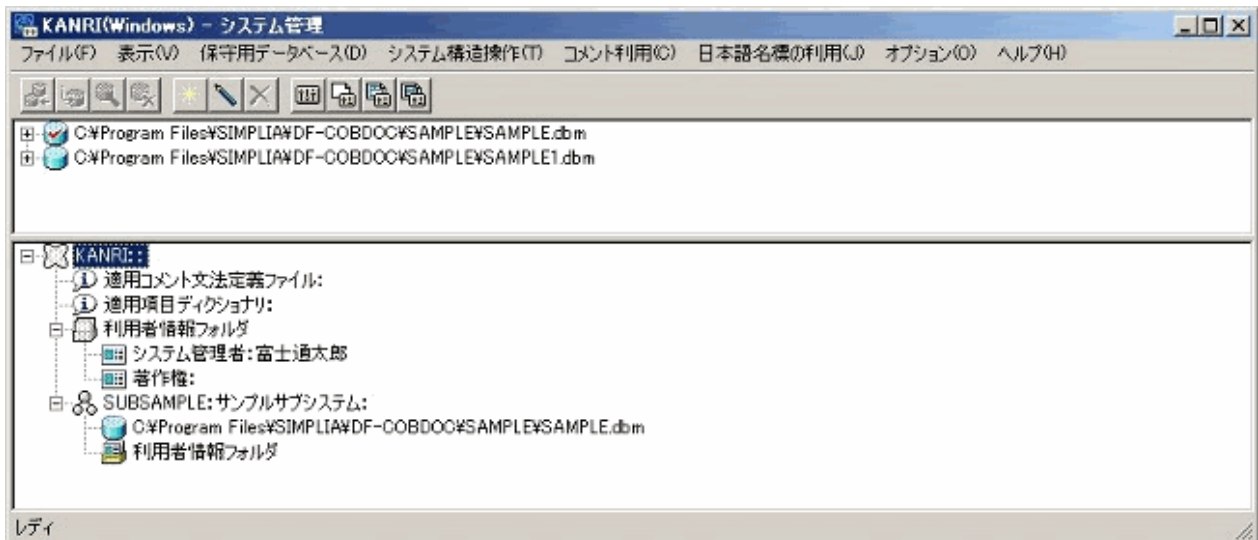 KANRI(Windows) - システム管理
ファイル(F) 表示(V) 保守用データベース(D) システム構造操作(T) コメント利用(C) 日本語名標の利用(J) オプション(O) ヘルプ(H)
C:¥Program Files¥SIMPLIA¥DF-COBDOC¥SAMPLE¥SAMPLE.dbm
C:¥Program Files¥SIMPLIA¥DF-COBDOC¥SAMPLE¥SAMPLE1.dbm
KANRI::
適用コメント文法定義ファイル:
適用項目ディクショナリ:
利用者情報フォルダ
システム管理者:富士通太郎
著作権:
SUBSAMPLE:サンプルサブシステム:
C:¥Program Files¥SIMPLIA¥DF-COBDOC¥SAMPLE¥SAMPLE.dbm
利用者情報フォルダ
レディ